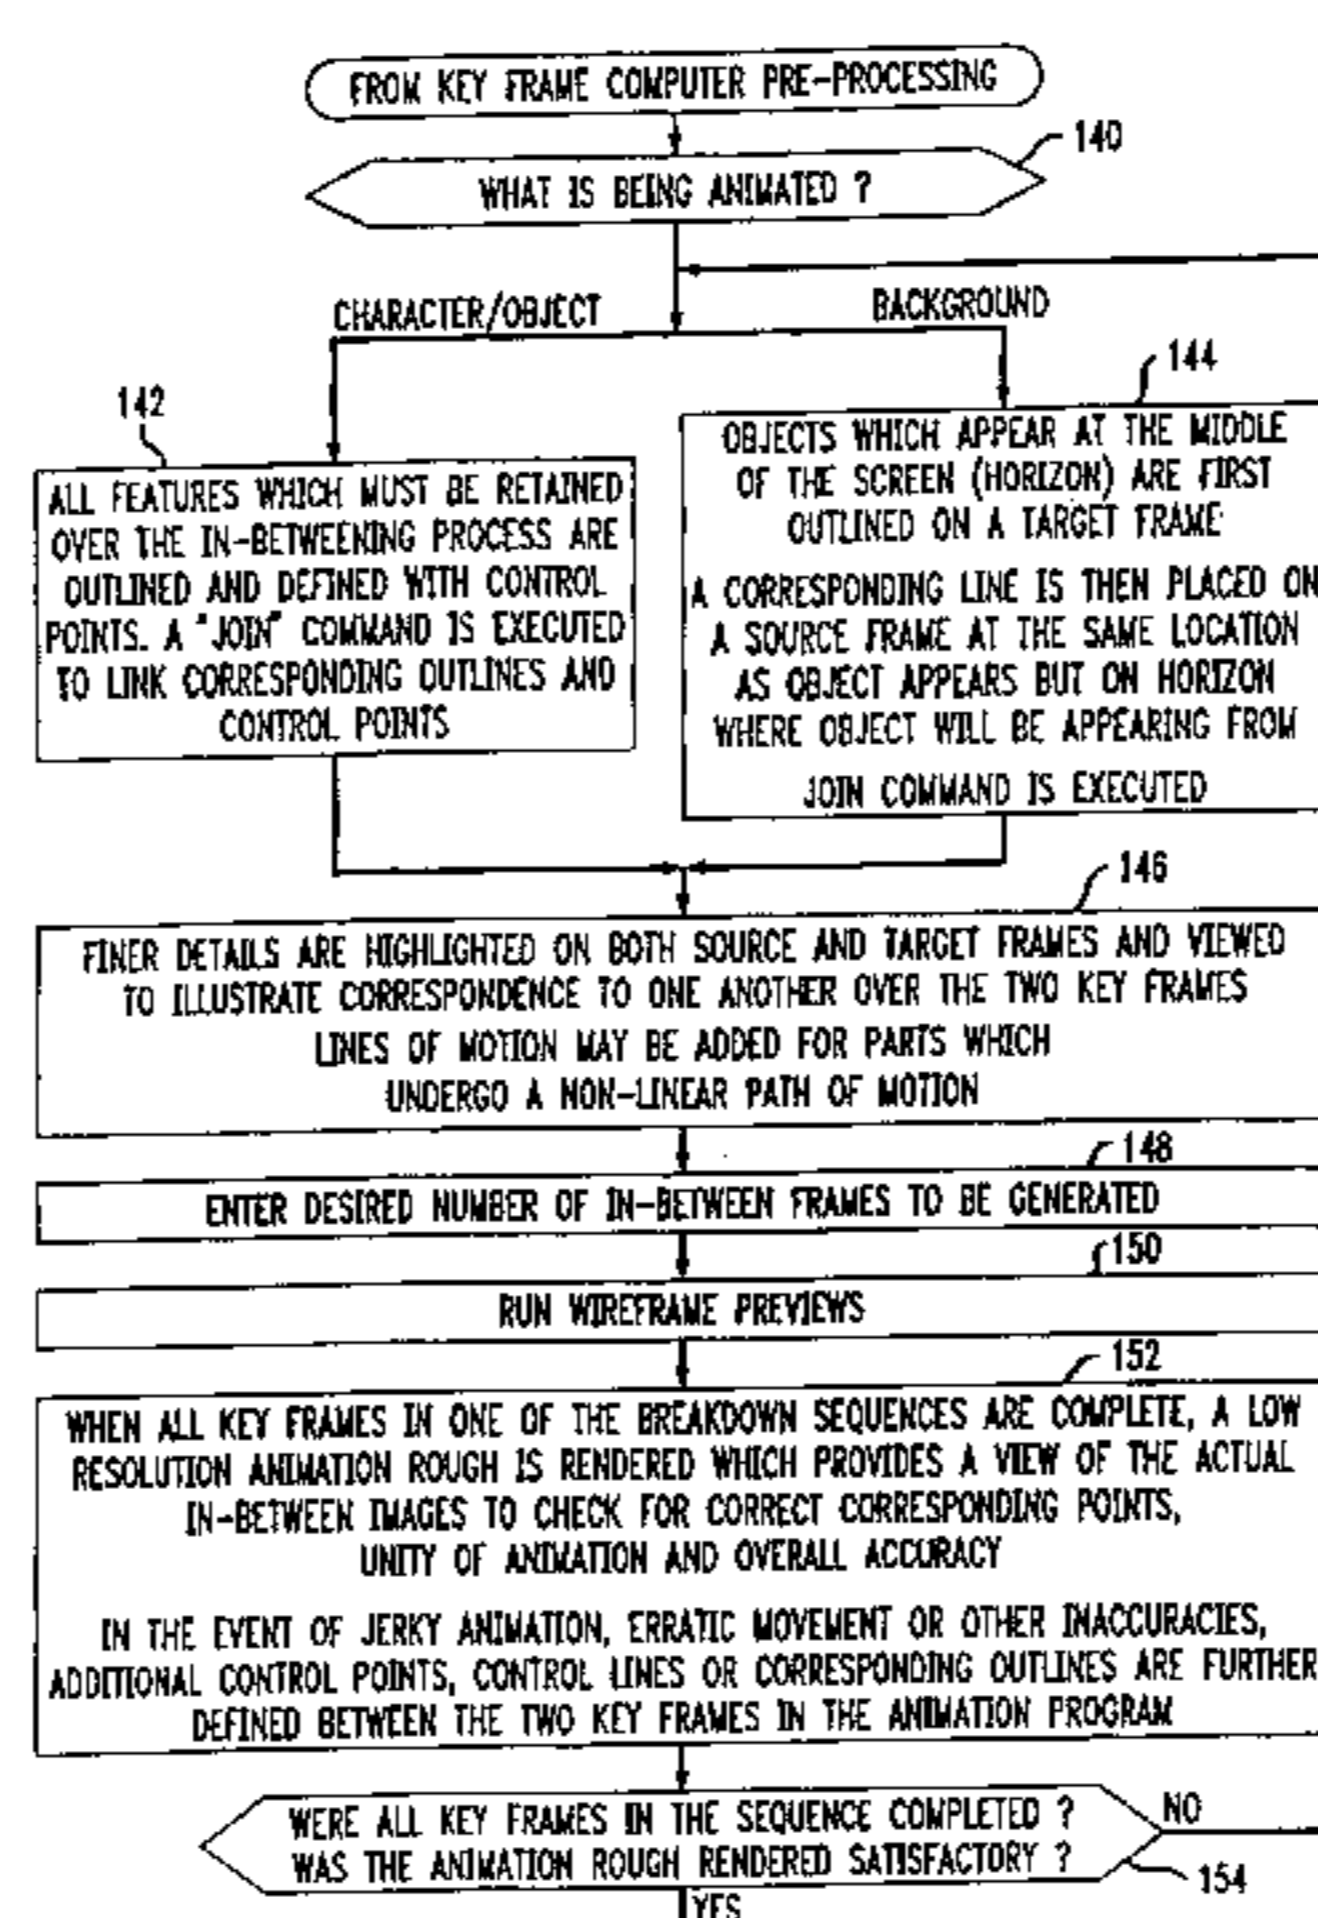 FROM KEY FRAME COMPUTER PRE-PROCESSING
140
WHAT IS BEING ANIMATED ?
CHARACTER/OBJECT
BACKGROUND
142
ALL FEATURES WHICH MUST BE RETAINED
OVER THE IN-BETWEENING PROCESS ARE
OUTLINED AND DEFINED WITH CONTROL
POINTS. A "JOIN" COMMAND IS EXECUTED
TO LINK CORRESPONDING OUTLINES AND
CONTROL POINTS
144
OBJECTS WHICH APPEAR AT THE MIDDLE
OF THE SCREEN (HORIZON) ARE FIRST
OUTLINED ON A TARGET FRAME
A CORRESPONDING LINE IS THEN PLACED ON
A SOURCE FRAME AT THE SAME LOCATION
AS OBJECT APPEARS BUT ON HORIZON
WHERE OBJECT WILL BE APPEARING FROM
JOIN COMMAND IS EXECUTED
146
FINER DETAILS ARE HIGHLIGHTED ON BOTH SOURCE AND TARGET FRAMES AND VIEWED
TO ILLUSTRATE CORRESPONDENCE TO ONE ANOTHER OVER THE TWO KEY FRAMES
LINES OF MOTION MAY BE ADDED FOR PARTS WHICH
UNDERGO A NON-LINEAR PATH OF MOTION
148
ENTER DESIRED NUMBER OF IN-BETWEEN FRAMES TO BE GENERATED
150
RUN WIREFRAME PREVIEWS
152
WHEN ALL KEY FRAMES IN ONE OF THE BREAKDOWN SEQUENCES ARE COMPLETE, A LOW
RESOLUTION ANIMATION ROUGH IS RENDERED WHICH PROVIDES A VIEW OF THE ACTUAL
IN-BETWEEN IMAGES TO CHECK FOR CORRECT CORRESPONDING POINTS,
UNITY OF ANIMATION AND OVERALL ACCURACY
IN THE EVENT OF JERKY ANIMATION, ERRATIC MOVEMENT OR OTHER INACCURACIES,
ADDITIONAL CONTROL POINTS, CONTROL LINES OR CORRESPONDING OUTLINES ARE FURTHER
DEFINED BETWEEN THE TWO KEY FRAMES IN THE ANIMATION PROGRAM
WERE ALL KEY FRAMES IN THE SEQUENCE COMPLETED ?
WAS THE ANIMATION ROUGH RENDERED SATISFACTORY ?
NO
154
YES